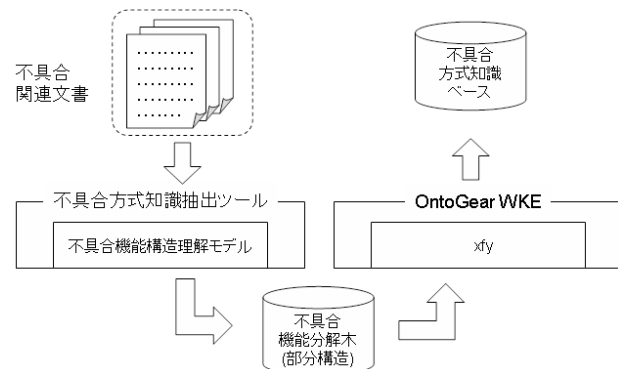 不具合
関連文書
不具合方式知識抽出ツール
不具合機能構造理解モデル
不具合
機能分解木
(部分構造)
OntoGear WKE
xfy
不具合
方式知識
ベース